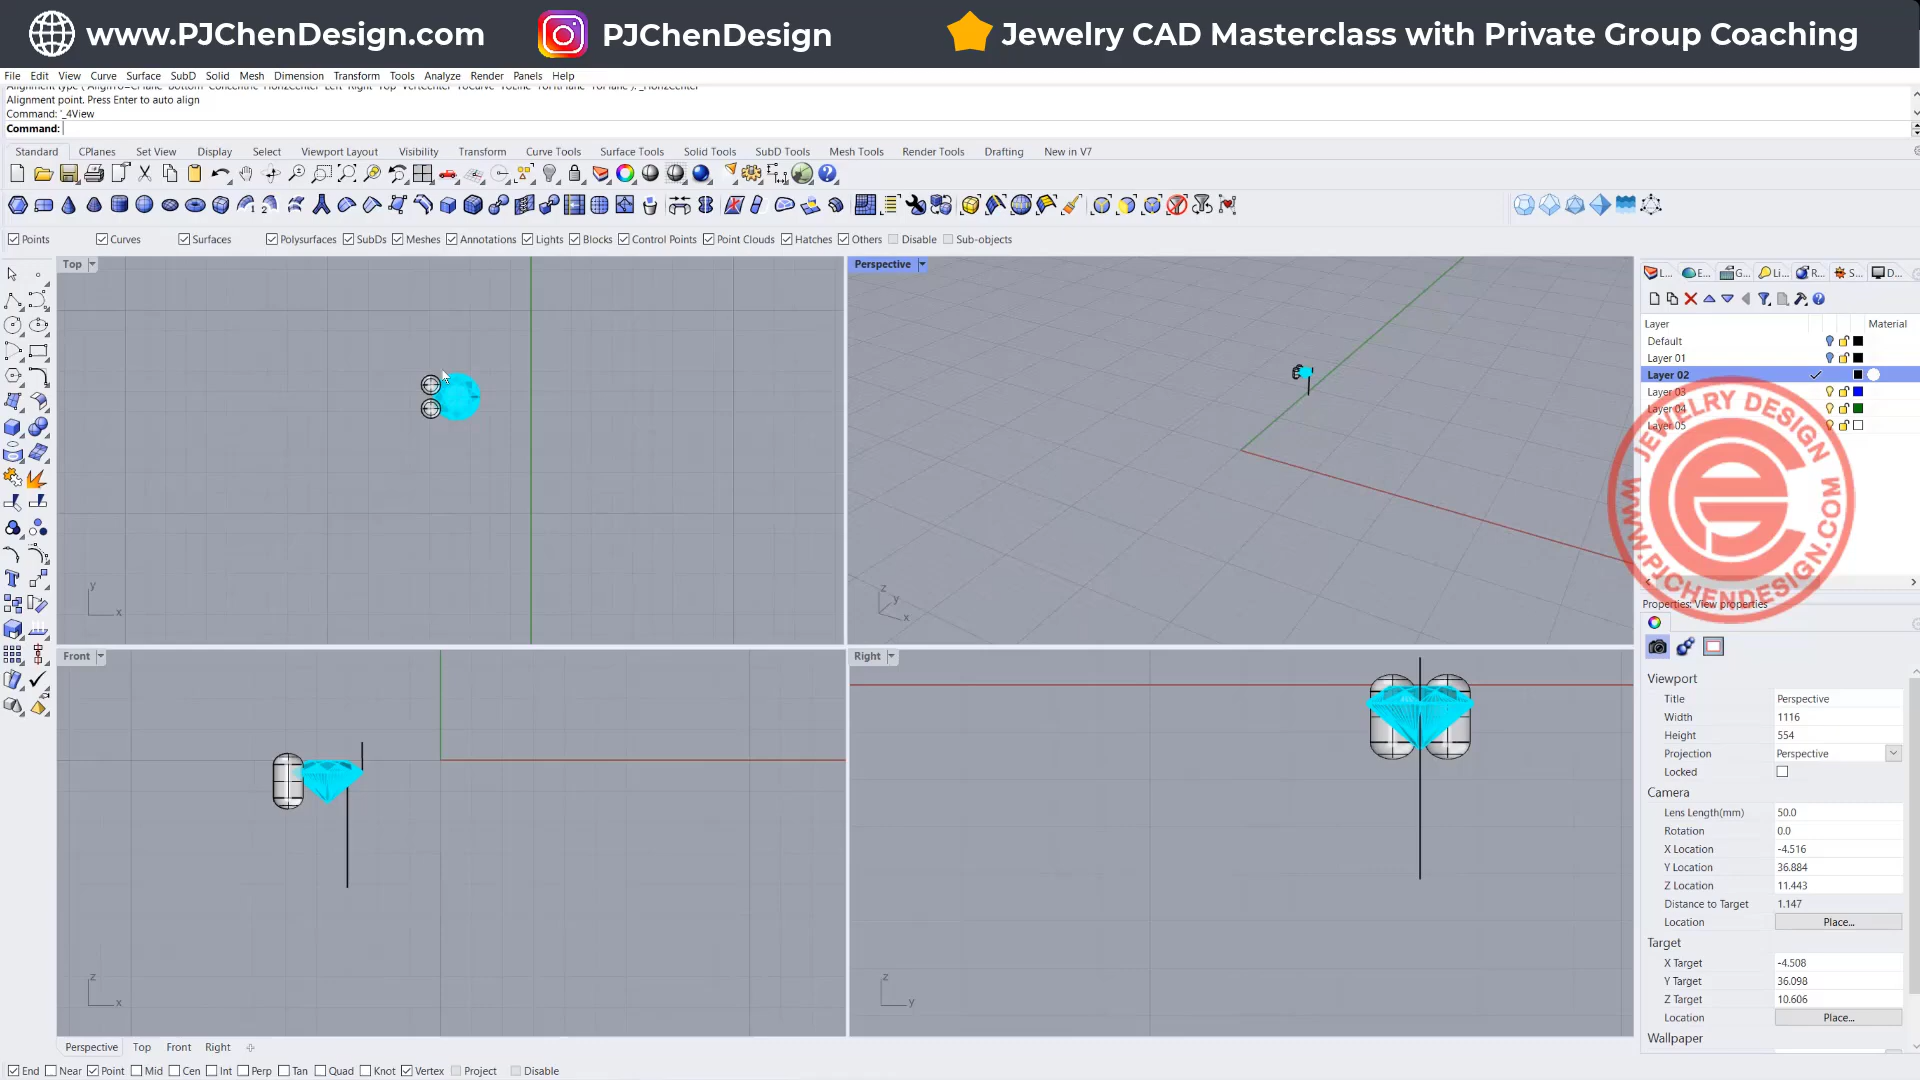 www.PJChenDesign.com PJChenDesign Jewelry CAD Masterclass with Private Group Coaching
File Edit View Curve Surface SubD Solid Mesh Dimension Transform Tools Analyze Render Panels Help
Alignment point. Press Enter to auto align
Command: '_4View
Command:
Standard CPlanes Set View Display Select Viewport Layout Visibility Transform Curve Tools Surface Tools Solid Tools SubD Tools Mesh Tools Render Tools Drafting New in V7
Points Curves Surfaces Polysurfaces SubDs Meshes Annotations Lights Blocks Control Points Point Clouds Hatches Others Disable Sub-objects
Top
Perspective
L... E... G... Li... R... S... D...
Layer Material
Default
Layer 01
Layer 02
Layer 03
Layer 04
Layer 05
JEWELRY DESIGN
WWW.PJCHENDESIGN.COM
y
x
z
y
x
Front
Right
z
x
z
y
Properties: View properties
Viewport
Title Perspective
Width 1116
Height 554
Projection Perspective
Locked
Camera
Lens Length(mm) 50.0
Rotation 0.0
X Location -4.516
Y Location 36.884
Z Location 11.443
Distance to Target 1.147
Location Place...
Target
X Target -4.508
Y Target 36.098
Z Target 10.606
Location Place...
Wallpaper
Perspective Top Front Right
End Near Point Mid Cen Int Perp Tan Quad Knot Vertex Project Disable